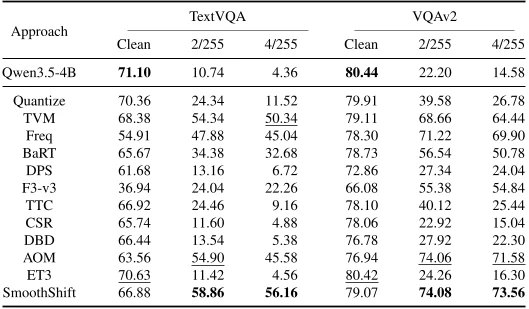 Approach TextVQA VQAv2
Clean 2/255 4/255 Clean 2/255 4/255
Qwen3.5-4B 71.10 10.74 4.36 80.44 22.20 14.58
Quantize 70.36 24.34 11.52 79.91 39.58 26.78
TVM 68.38 54.34 50.34 79.11 68.66 64.44
Freq 54.91 47.88 45.04 78.30 71.22 69.90
BaRT 65.67 34.38 32.68 78.73 56.54 50.78
DPS 61.68 13.16 6.72 72.86 27.34 24.04
F3-v3 36.94 24.04 22.26 66.08 55.38 54.84
TTC 66.92 24.46 9.16 78.10 40.12 25.44
CSR 65.74 11.60 4.88 78.06 22.92 15.04
DBD 66.44 13.54 5.38 76.78 27.92 22.30
AOM 63.56 54.90 45.58 76.94 74.06 71.58
ET3 70.63 11.42 4.56 80.42 24.26 16.30
SmoothShift 66.88 58.86 56.16 79.07 74.08 73.56